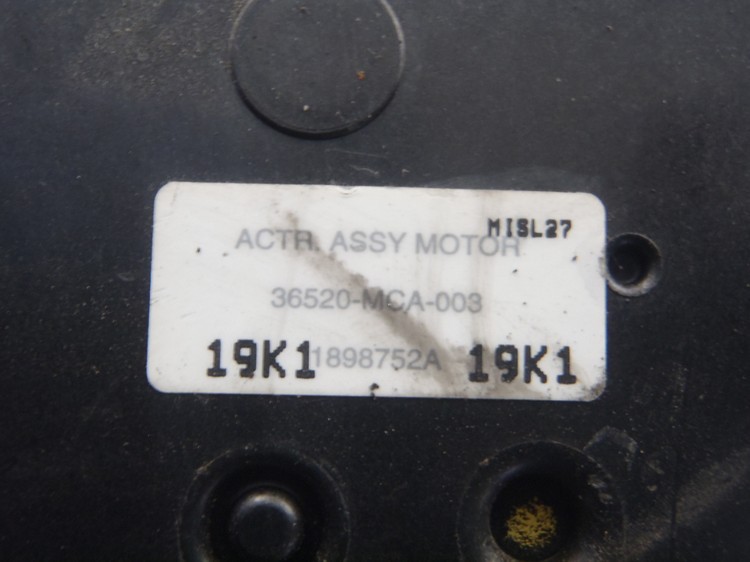 MISL27
ACTR. ASSY MOTOR
36520-MCA-003
19K1 1898752A 19K1